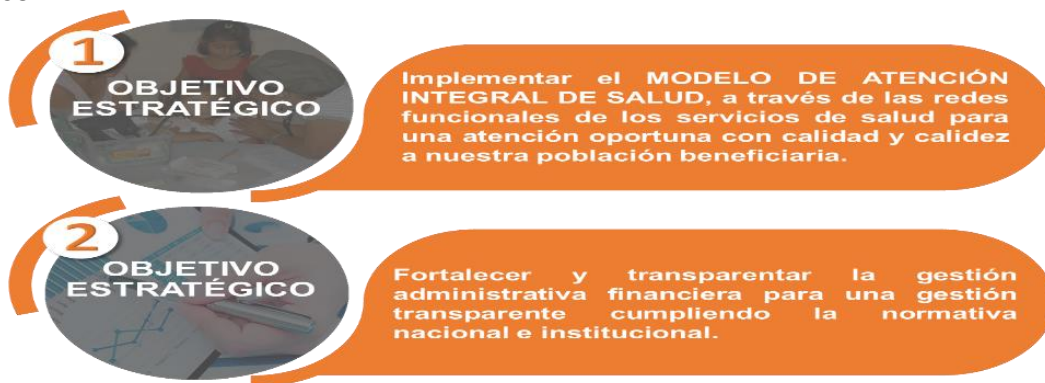 1
OBJETIVO
ESTRATÉGICO
Implementar el MODELO DE ATENCIÓN
INTEGRAL DE SALUD, a través de las redes
funcionales de los servicios de salud para
una atención oportuna con calidad y calidez
a nuestra población beneficiaria.
2
OBJETIVO
ESTRATÉGICO
Fortalecer y transparentar la gestión
administrativa financiera para una gestión
transparente cumpliendo la normativa
nacional e institucional.